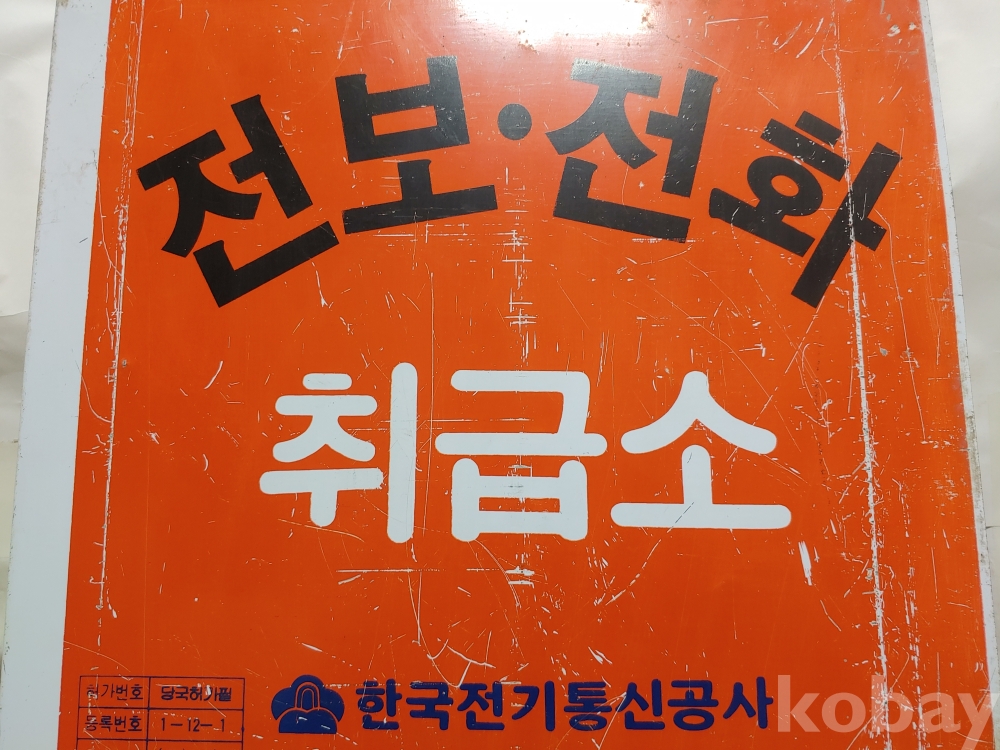 전보·전화
취급소
허가번호 당국허가필
등록번호 1-12-1
한국전기통신공사
kobay